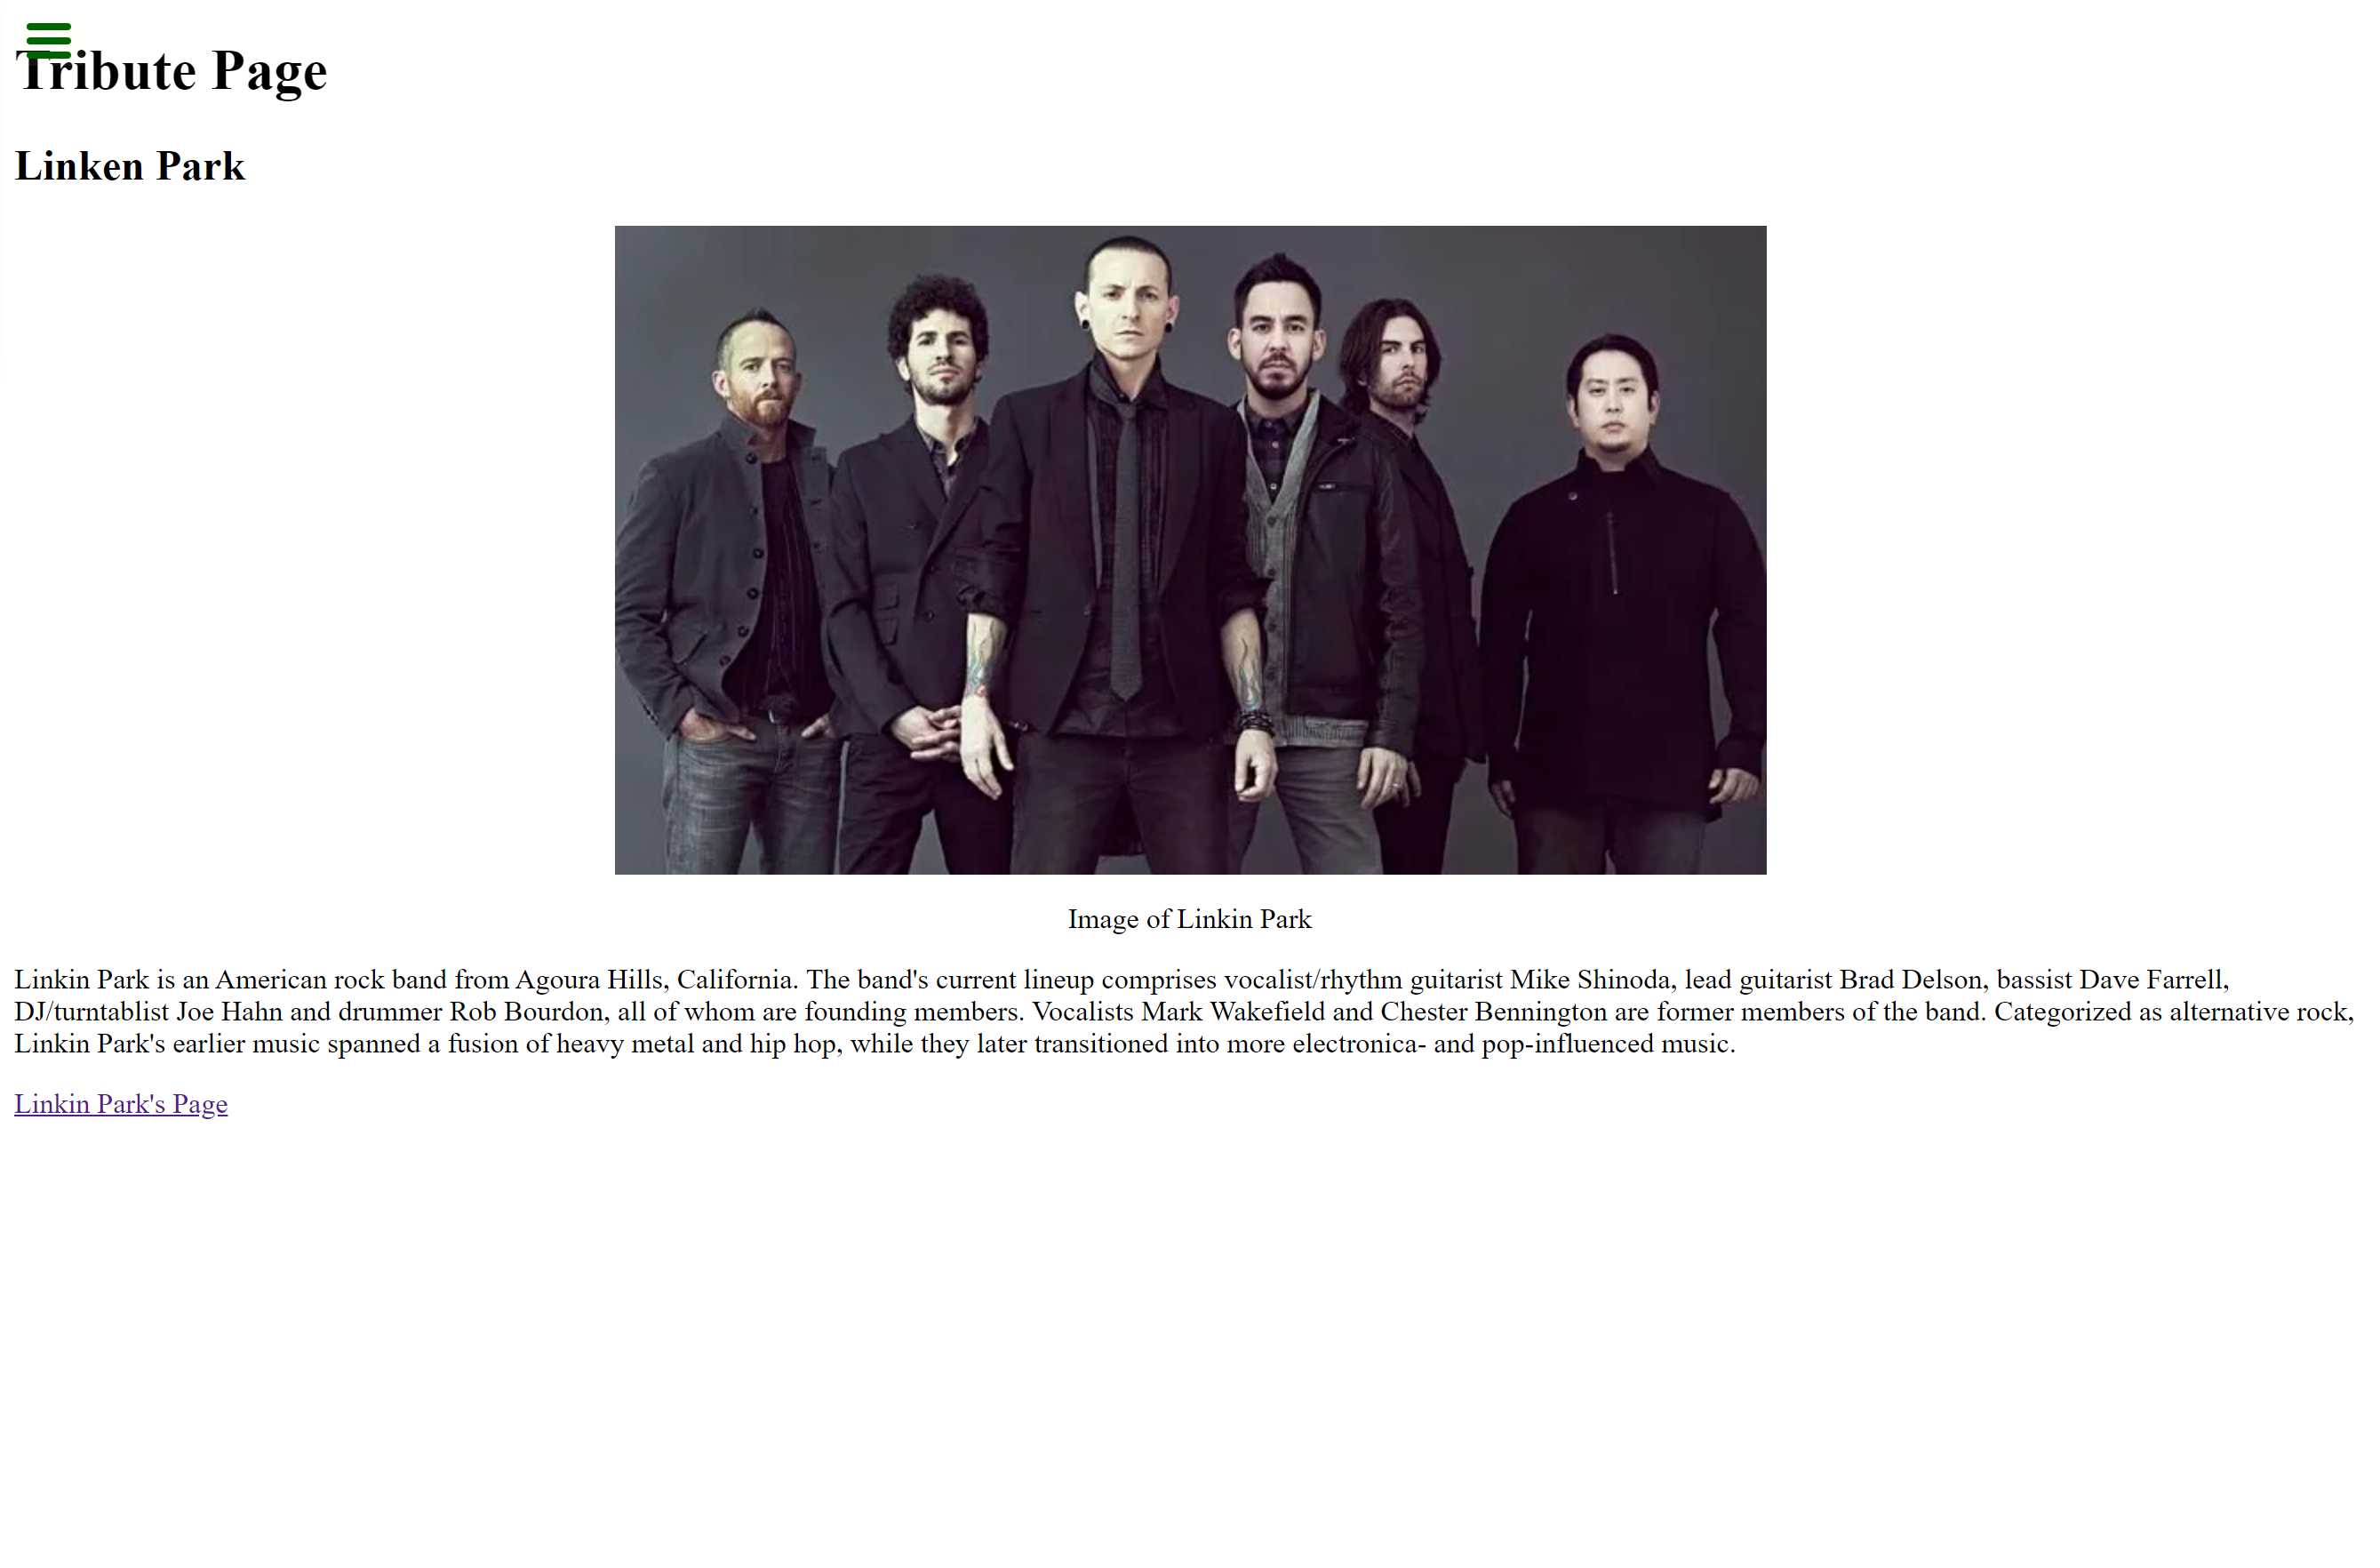 Tribute Page
Linken Park
Image of Linkin Park
Linkin Park is an American rock band from Agoura Hills, California. The band's current lineup comprises vocalist/rhythm guitarist Mike Shinoda, lead guitarist Brad Delson, bassist Dave Farrell,
DJ/turntablist Joe Hahn and drummer Rob Bourdon, all of whom are founding members. Vocalists Mark Wakefield and Chester Bennington are former members of the band. Categorized as alternative rock,
Linkin Park's earlier music spanned a fusion of heavy metal and hip hop, while they later transitioned into more electronica- and pop-influenced music.
Linkin Park's Page